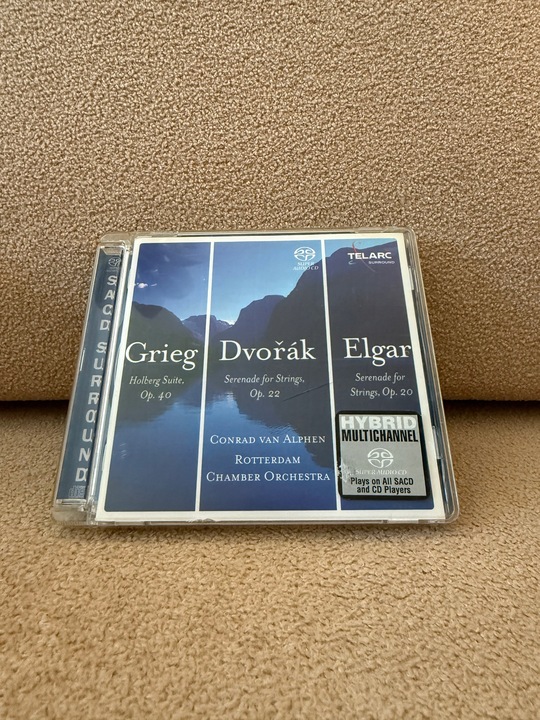 SACD SURROUND
SUPER AUDIO CD
TELARC
SURROUND
Grieg
Holberg Suite,
Op. 40
Dvořák
Serenade for Strings,
Op. 22
Elgar
Serenade for
Strings, Op. 20
CONRAD VAN ALPHEN
ROTTERDAM
CHAMBER ORCHESTRA
HYBRID
MULTICHANNEL
SUPER AUDIO CD
Plays on All SACD
and CD Players